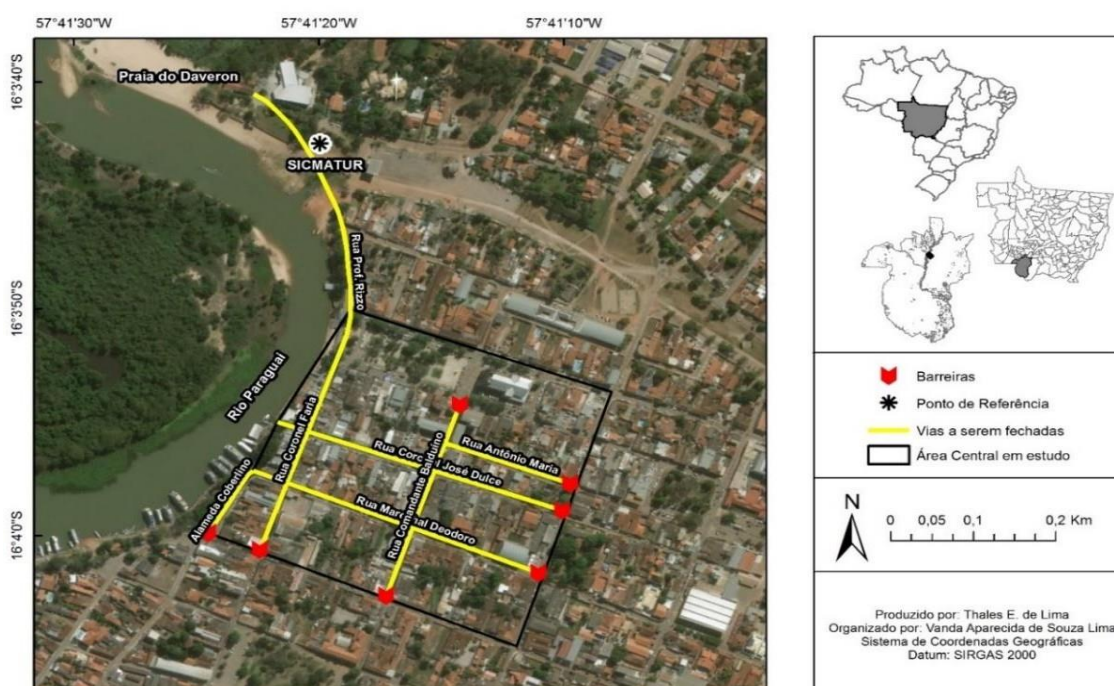 57°41'30"W
57°41'20"W
57°41'10"W
16°3'40"S
16°3'50"S
16°4'0"S
Praia do Daveron
SICMATUR
Rua Prof. Rizzo
Rio Paraguai
Rua Coronel Faria
Alameda Coberlino
Rua Antônio Maria
Rua Coronel José Dulce
Rua Comandante Balduino
Rua Marechal Deodoro
Barreiras
Ponto de Referência
Vias a serem fechadas
Área Central em estudo
N
0 0,05 0,1 0,2 Km
Produzido por: Thales E. de Lima
Organizado por: Vanda Aparecida de Souza Lima
Sistema de Coordenadas Geográficas
Datum: SIRGAS 2000